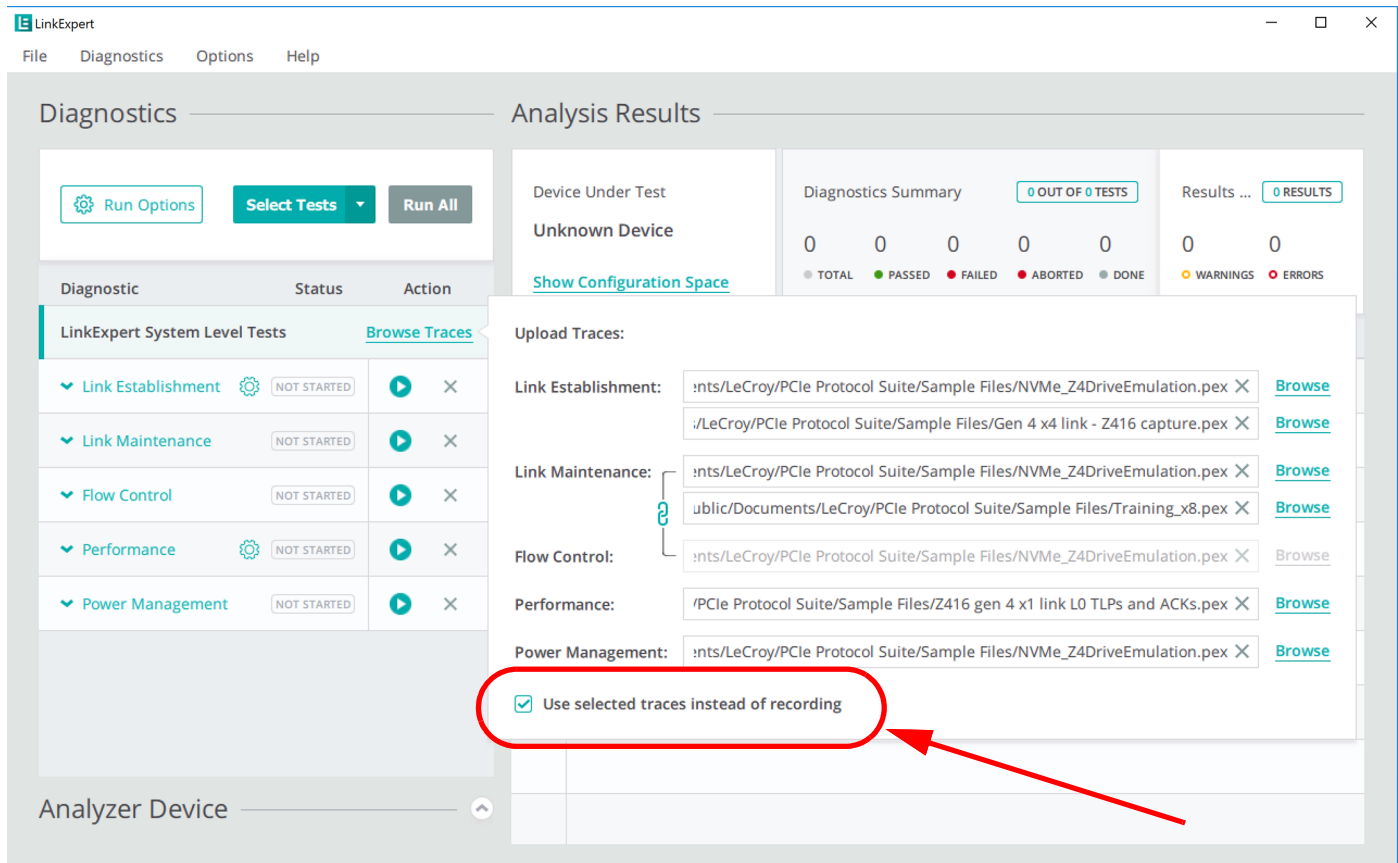 LinkExpert
File Diagnostics Options Help
Diagnostics
Run Options Select Tests Run All
Diagnostic Status Action
LinkExpert System Level Tests Browse Traces
Link Establishment NOT STARTED
Link Maintenance NOT STARTED
Flow Control NOT STARTED
Performance NOT STARTED
Power Management NOT STARTED
Analyzer Device
Analysis Results
Device Under Test
Unknown Device
Show Configuration Space
Diagnostics Summary 0 OUT OF 0 TESTS
0 0 0 0 0
TOTAL PASSED FAILED ABORTED DONE
Results ... 0 RESULTS
0 0
WARNINGS ERRORS
Upload Traces:
Link Establishment: ents/LeCroy/PCIe Protocol Suite/Sample Files/NVMe_Z4DriveEmulation.pex Browse
s/LeCroy/PCIe Protocol Suite/Sample Files/Gen 4 x4 link - Z416 capture.pex Browse
Link Maintenance: ents/LeCroy/PCIe Protocol Suite/Sample Files/NVMe_Z4DriveEmulation.pex Browse
ublic/Documents/LeCroy/PCIe Protocol Suite/Sample Files/Training_x8.pex Browse
Flow Control: ents/LeCroy/PCIe Protocol Suite/Sample Files/NVMe_Z4DriveEmulation.pex Browse
Performance: /PCIe Protocol Suite/Sample Files/Z416 gen 4 x1 link L0 TLPs and ACKs.pex Browse
Power Management: ents/LeCroy/PCIe Protocol Suite/Sample Files/NVMe_Z4DriveEmulation.pex Browse
Use selected traces instead of recording